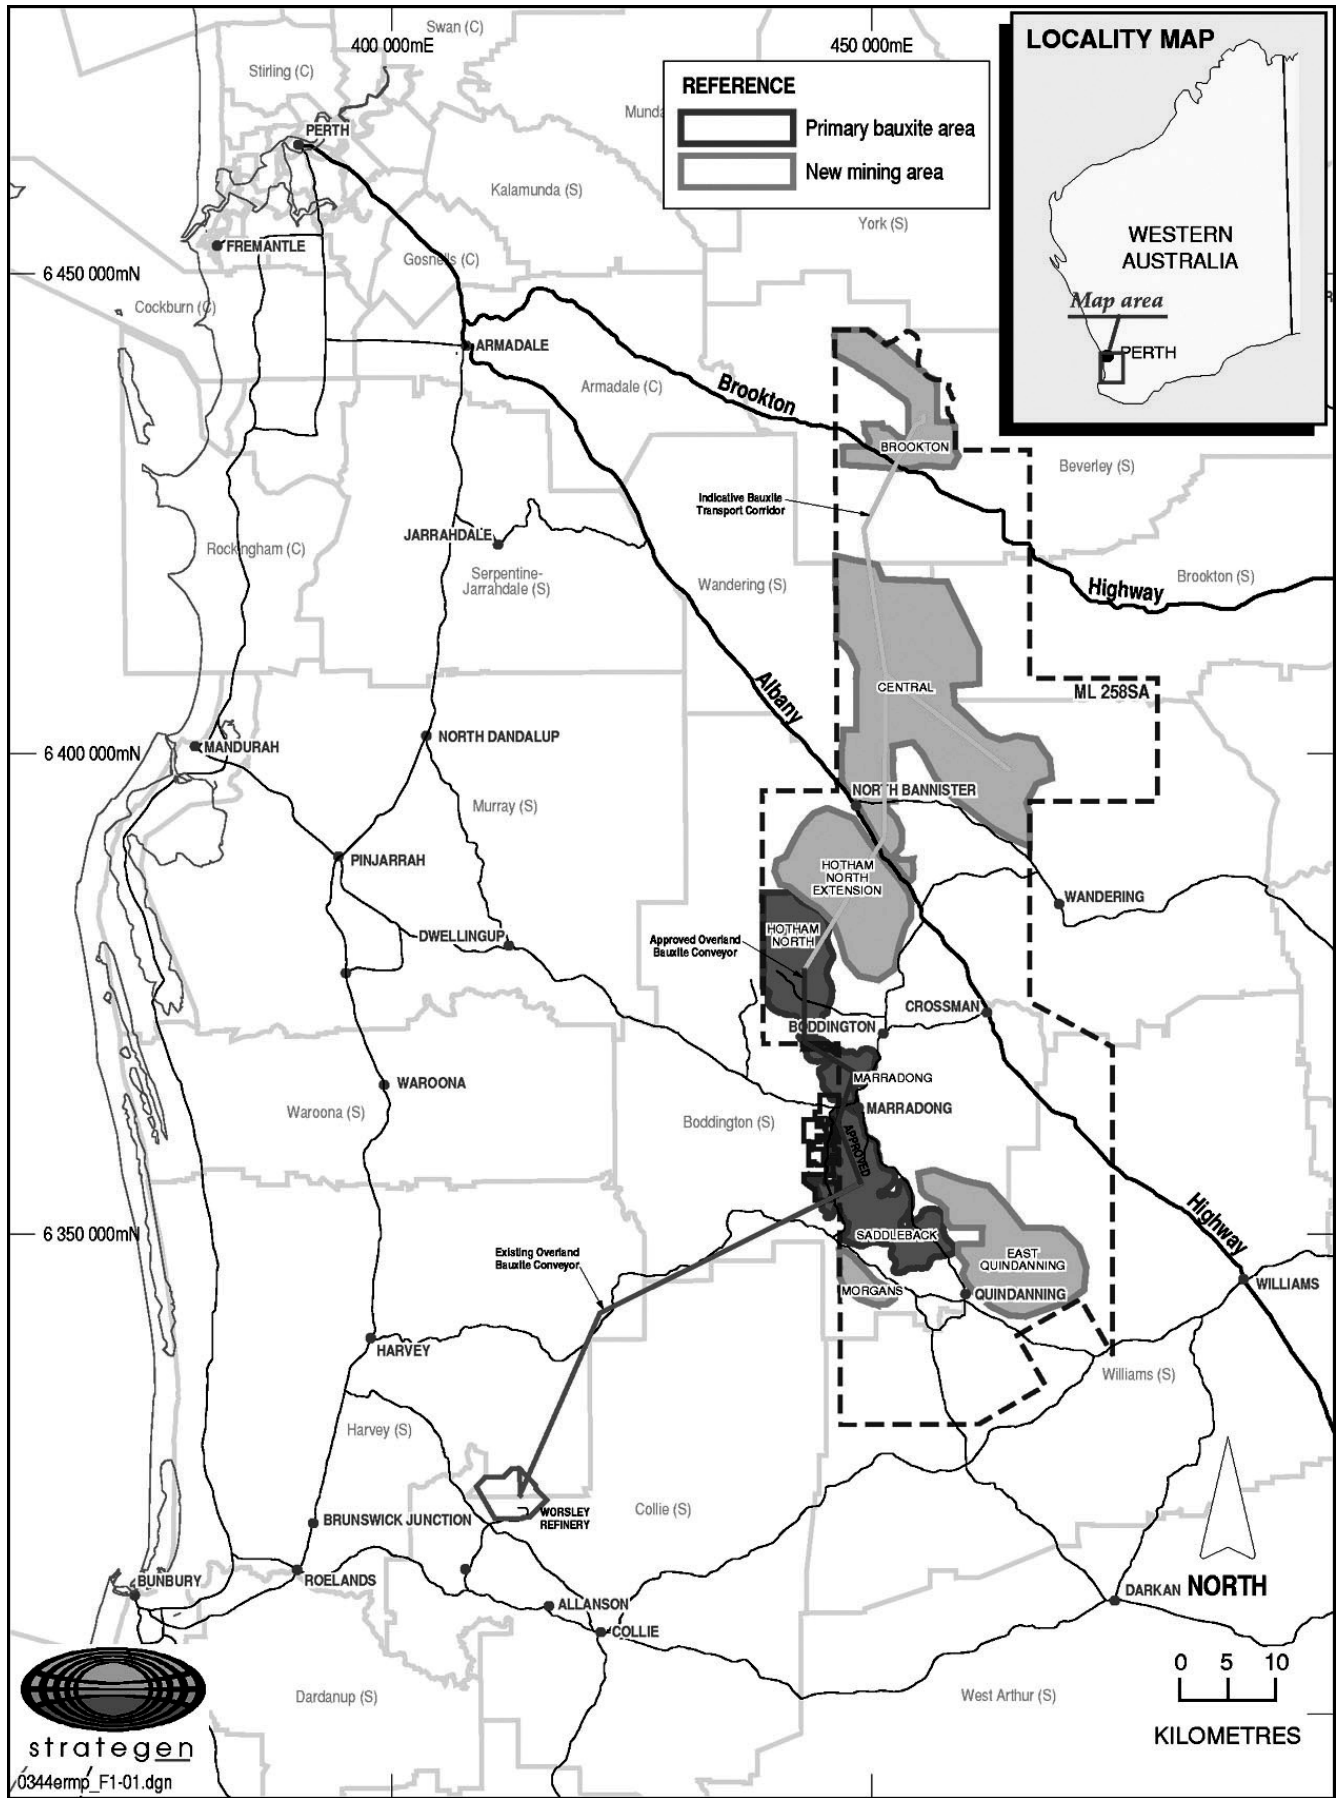 Swan (C)
400 000mE
450 000mE
LOCALITY MAP
WESTERN
AUSTRALIA
Map area
PERTH
REFERENCE
Primary bauxite area
New mining area
Stirling (C)
PERTH
Kalamunda (S)
York (S)
FREMANTLE
Gosnells (C)
6 450 000mN
Cockburn (C)
ARMADALE
Armadale (C)
Brookton
BROOKTON
Beverley (S)
Indicative Bauxite
Transport Corridor
JARRAHDALE
Rockingham (C)
Serpentine-
Jarrahdale (S)
Wandering (S)
Highway
Brookton (S)
CENTRAL
ML 258SA
Albany
MANDURAH
NORTH DANDALUP
6 400 000mN
NORTH BANNISTER
Murray (S)
PINJARRAH
HOTHAM
NORTH
EXTENSION
WANDERING
HOTHAM
NORTH
DWELLINGUP
Approved Overland
Bauxite Conveyor
CROSSMAN
BODDINGTON
WAROONA
MARRADONG
MARRADONG
Waroona (S)
Boddington (S)
APPROVED
Highway
6 350 000mN
SADDLEBACK
Existing Overland
Bauxite Conveyor
EAST
QUINDANNING
MORGANS
QUINDANNING
WILLIAMS
HARVEY
Williams (S)
Harvey (S)
WORSLEY
REFINERY
Collie (S)
BRUNSWICK JUNCTION
BUNBURY
ROELANDS
ALLANSON
DARKAN
NORTH
COLLIE
Dardanup (S)
West Arthur (S)
0 5 10
KILOMETRES
strategen
0344ermp_F1-01.dgn